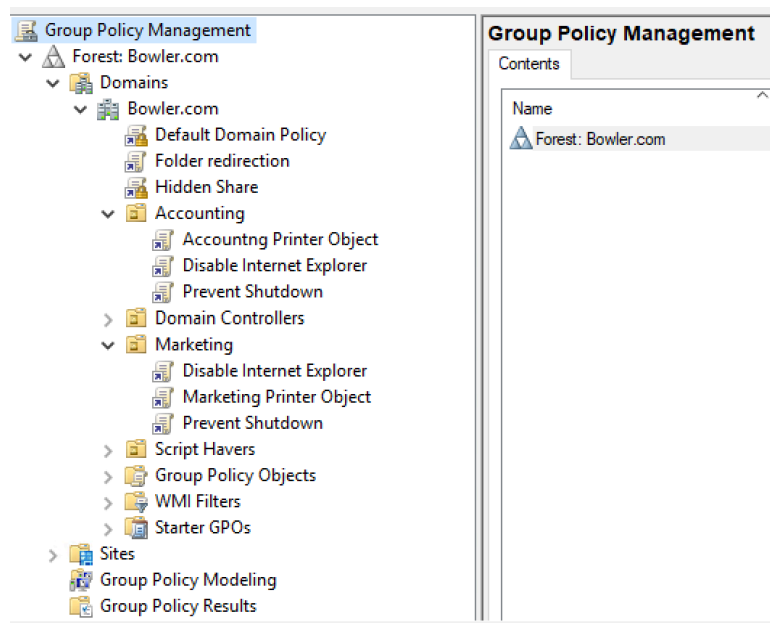 Group Policy Management
Forest: Bowler.com
Domains
Bowler.com
Default Domain Policy
Folder redirection
Hidden Share
Accounting
Accountng Printer Object
Disable Internet Explorer
Prevent Shutdown
Domain Controllers
Marketing
Disable Internet Explorer
Marketing Printer Object
Prevent Shutdown
Script Havers
Group Policy Objects
WMI Filters
Starter GPOs
Sites
Group Policy Modeling
Group Policy Results
Group Policy Management
Contents
Name
Forest: Bowler.com